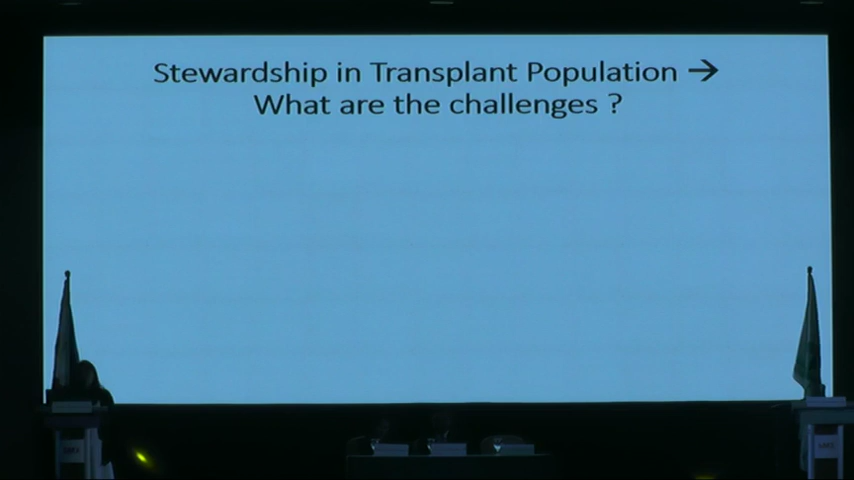 Stewardship in Transplant Population →
What are the challenges ?